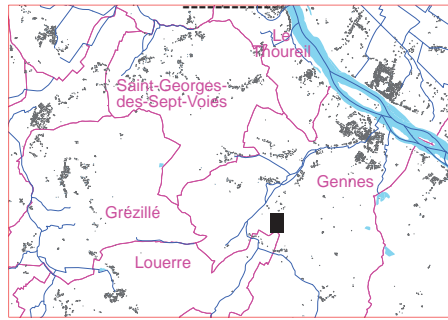 Le
Thoureil
Saint-Georges-
des-Sept-Voies
Gennes
Grézillé
Louerre